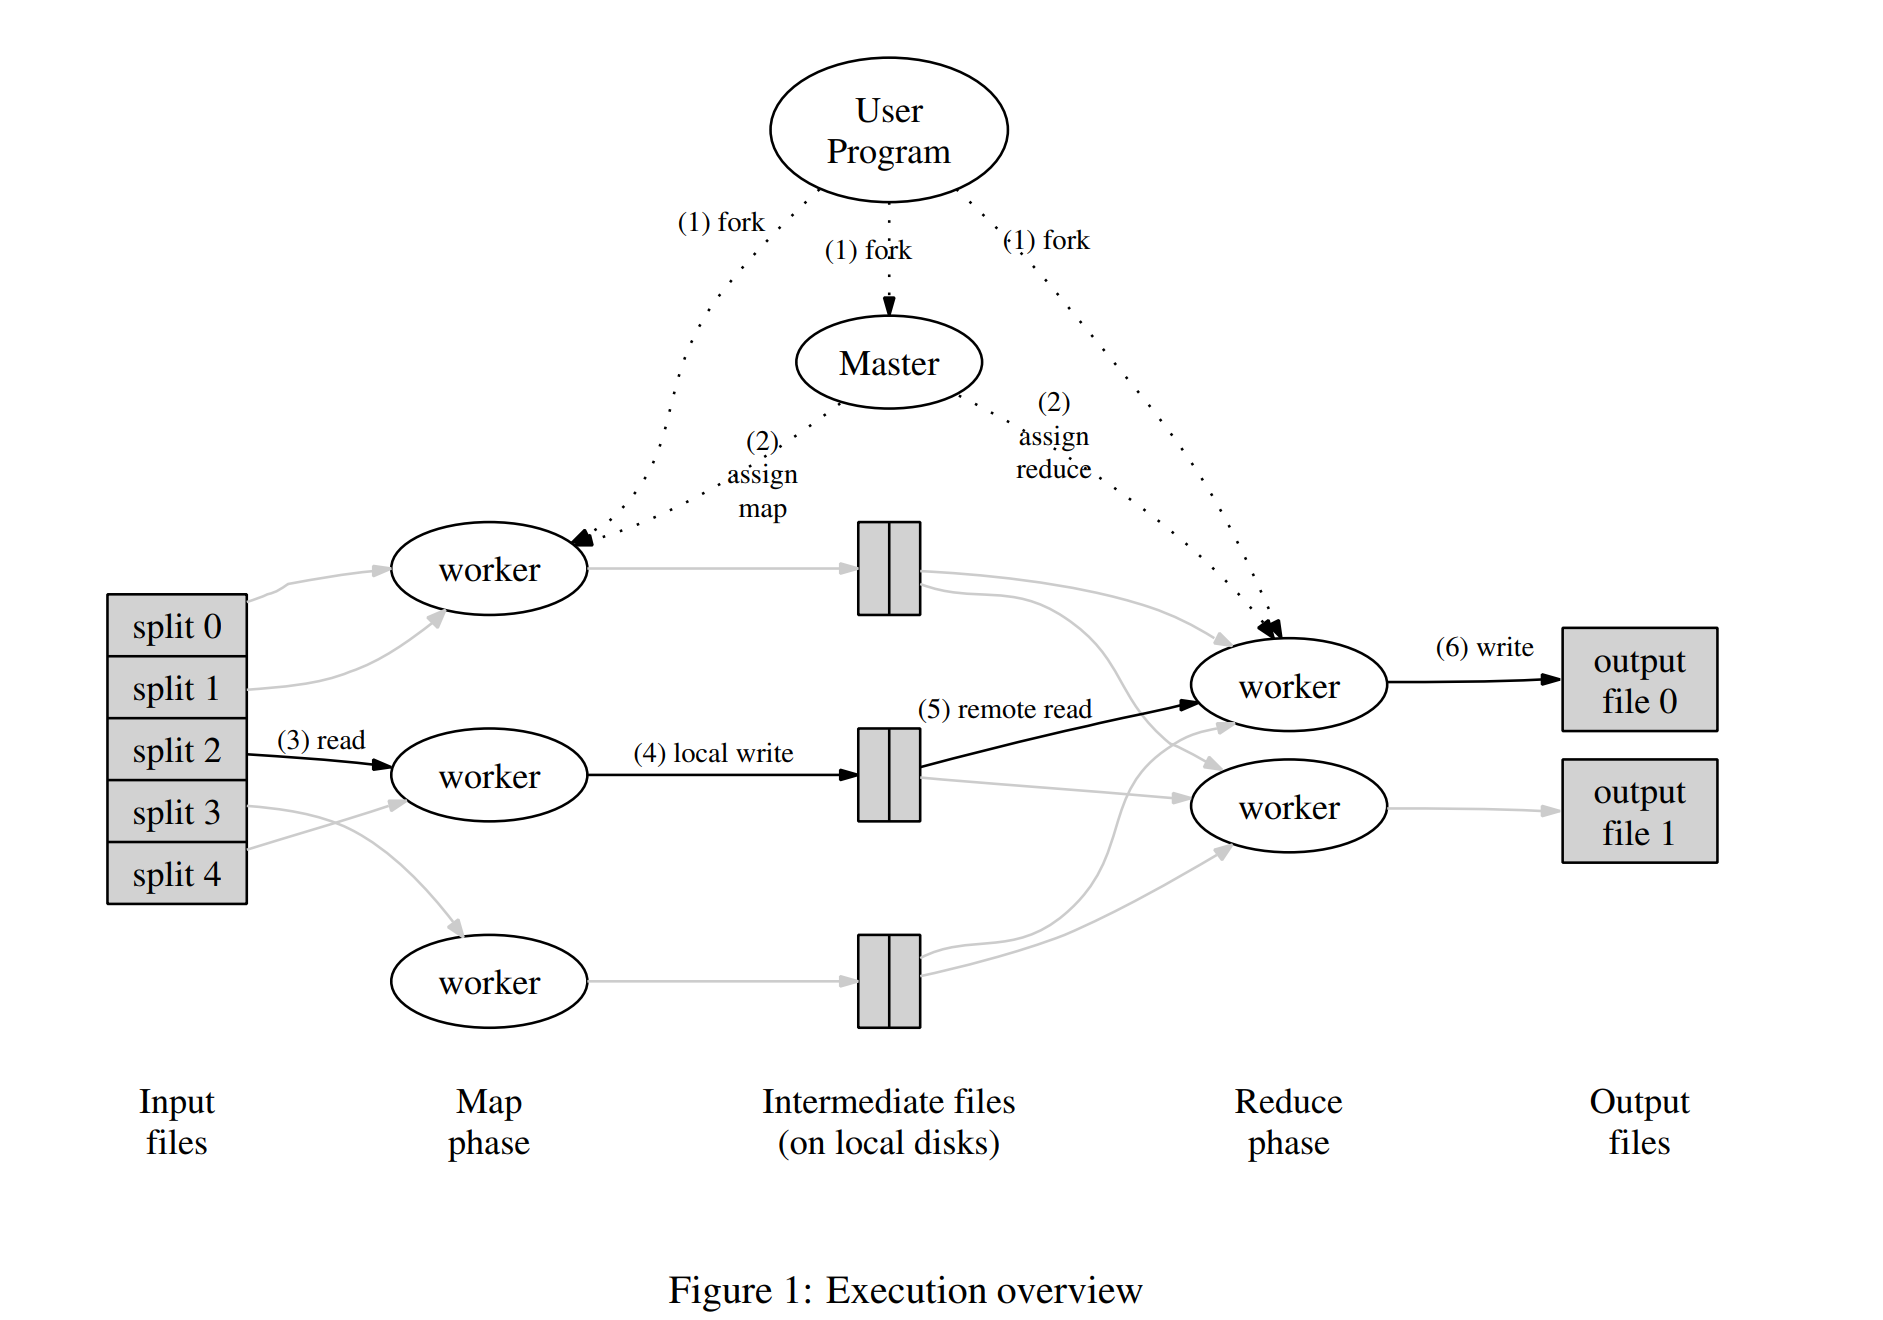 User
Program
(1) fork
(1) fork
(1) fork
Master
(2)
assign
map
(2)
assign
reduce
split 0
split 1
split 2
split 3
split 4
(3) read
worker
worker
worker
(4) local write
(5) remote read
worker
worker
(6) write
output
file 0
output
file 1
Input
files
Map
phase
Intermediate files
(on local disks)
Reduce
phase
Output
files
Figure 1: Execution overview